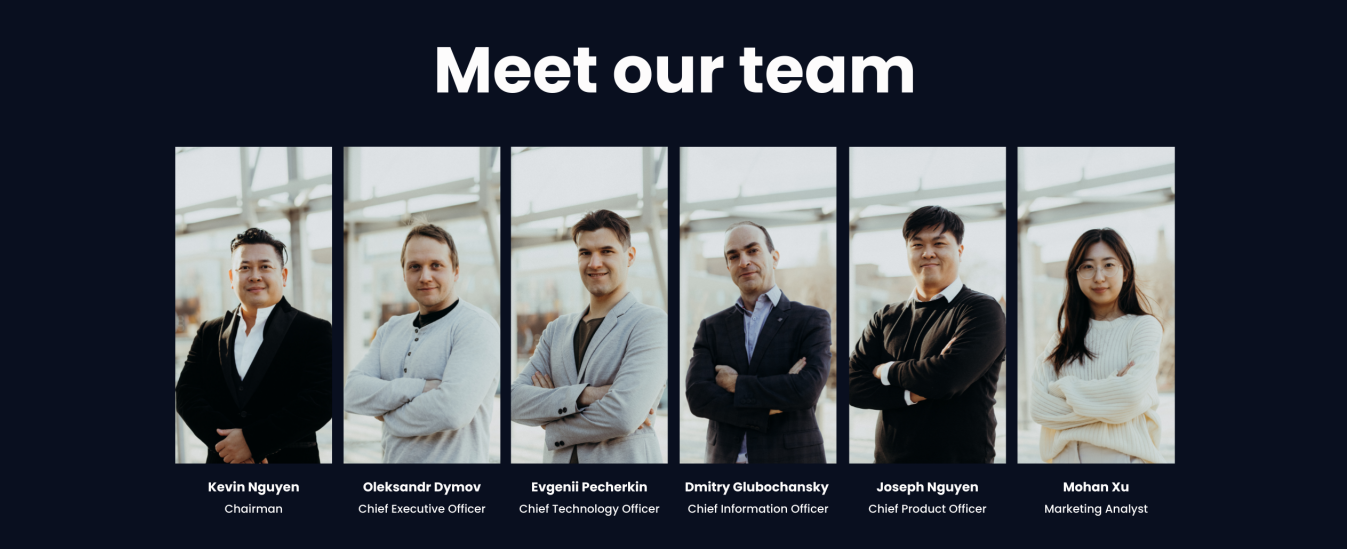 Meet our team
Kevin Nguyen
Chairman
Oleksandr Dymov
Chief Executive Officer
Evgenii Pecherkin
Chief Technology Officer
Dmitry Glubochansky
Chief Information Officer
Joseph Nguyen
Chief Product Officer
Mohan Xu
Marketing Analyst